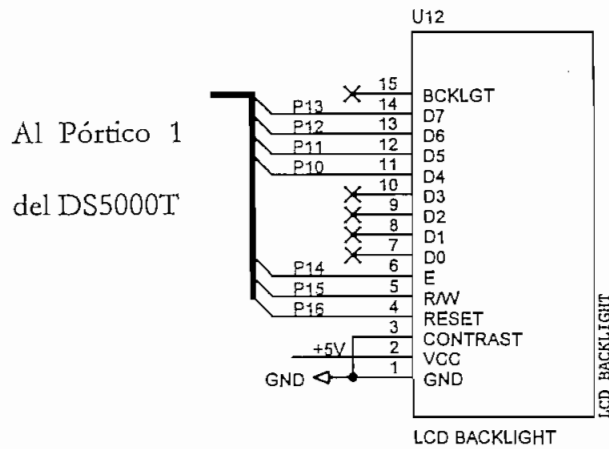 U12
Al Pórtico 1
del DS5000T
15 BCKLGT
P13 14 D7
P12 13 D6
P11 12 D5
P10 11 D4
10 D3
9 D2
8 D1
7 D0
P14 6 E
P15 5 R/W
P16 4 RESET
3 CONTRAST
+5V 2 VCC
GND 1 GND
LCD BACKLIGHT
LCD BACKLIGHT